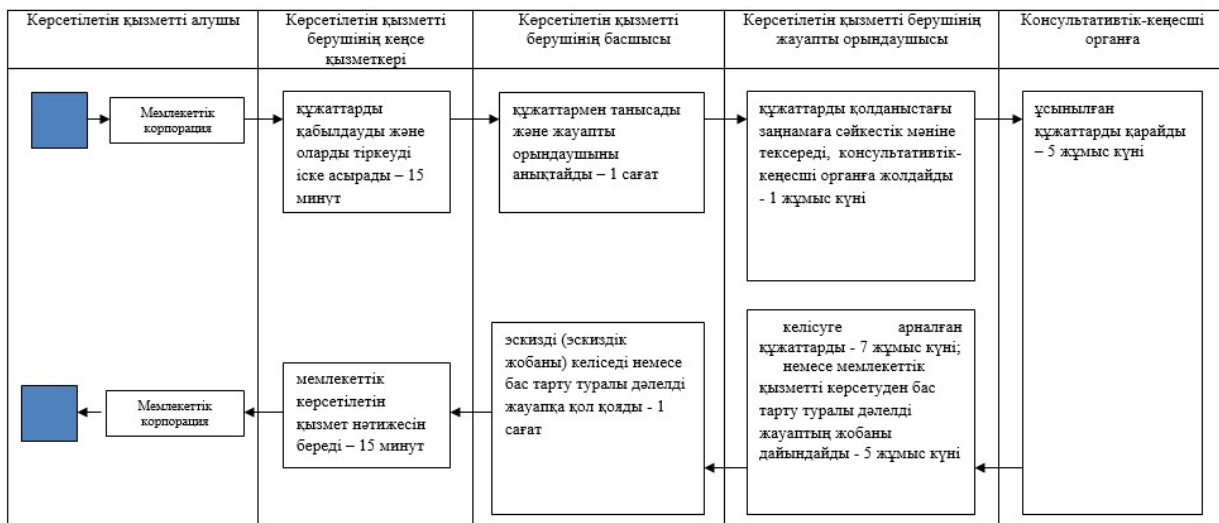 Көрсетілетін қызметті алушы
Көрсетілетін қызметті
берушінің кеңсе
қызметкері
Көрсетілетін қызметті
берушінің басшысы
Көрсетілетін қызметті берушінің
жауапты орындаушысы
Консультативтік-кеңесші
органға
Мемлекеттік
корпорация
құжаттарды
қабылдауды және
оларды тіркеуді
іске асырады – 15
минут
құжаттармен танысады
және жауапты
орындаушыны
анықтайды – 1 сағат
құжаттарды қолданыстағы
заңнамаға сәйкестік мәніне
тексереді, консультативтік-
кеңесші органға жолдайды
- 1 жұмыс күні
ұсынылған
құжаттарды қарайды
– 5 жұмыс күні
Мемлекеттік
корпорация
мемлекеттік
көрсетілетін
қызмет нәтижесін
береді – 15 минут
эскизді (эскиздік
жобаны) келіседі немесе
бас тарту туралы дәлелді
жауапқа қол қояды - 1
сағат
келісуге арналған
құжаттарды - 7 жұмыс күні;
немесе мемлекеттік
қызметті көрсетуден бас
тарту туралы дәлелді
жауаптың жобаны
дайындайды - 5 жұмыс күні